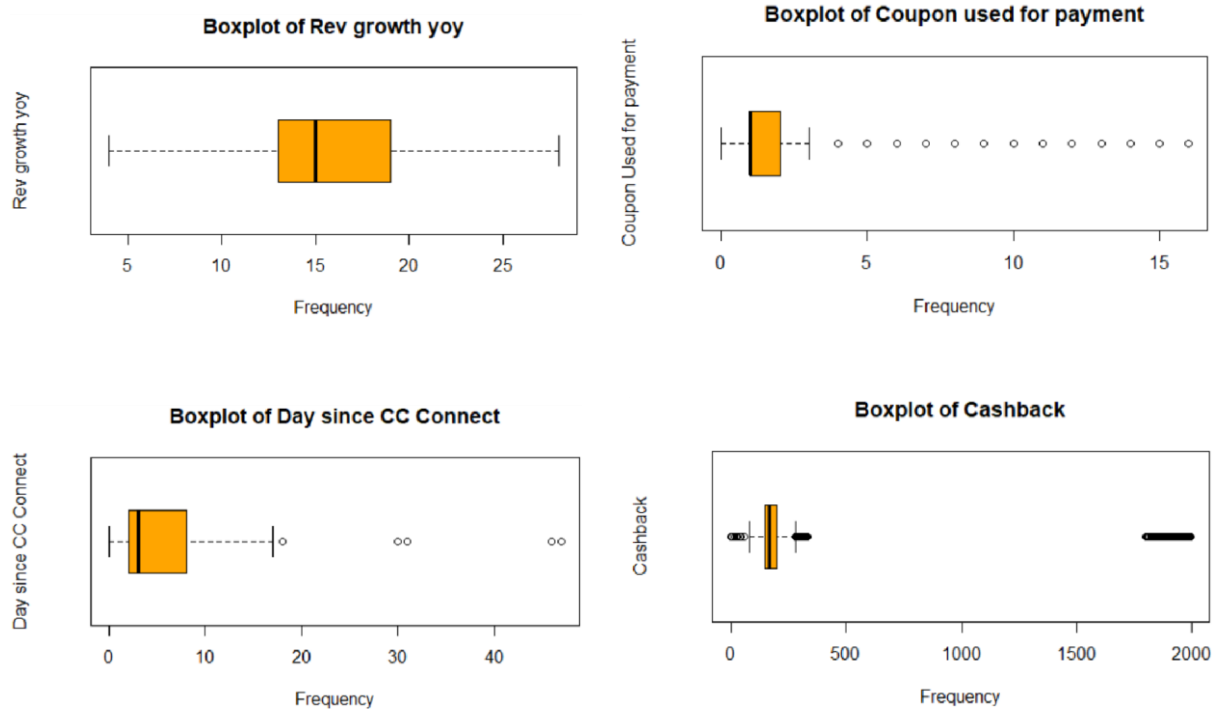 Boxplot of Rev growth yoy
Rev growth yoy
5 10 15 20 25
Frequency
Boxplot of Coupon used for payment
Coupon Used for payment
0 5 10 15
Frequency
Boxplot of Day since CC Connect
Day since CC Connect
0 10 20 30 40
Frequency
Boxplot of Cashback
Cashback
0 500 1000 1500 2000
Frequency